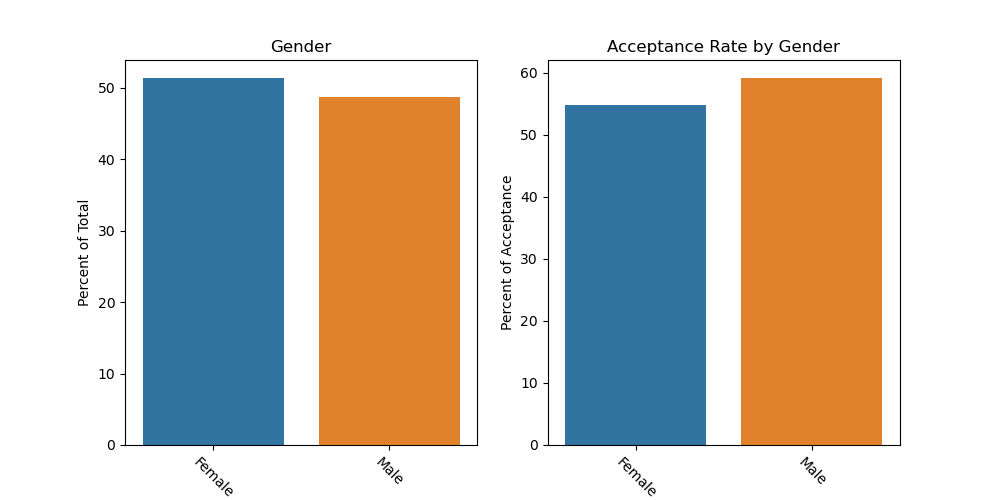 Gender
Percent of Total
50
40
30
20
10
0
Female
Male
Acceptance Rate by Gender
Percent of Acceptance
60
50
40
30
20
10
0
Female
Male